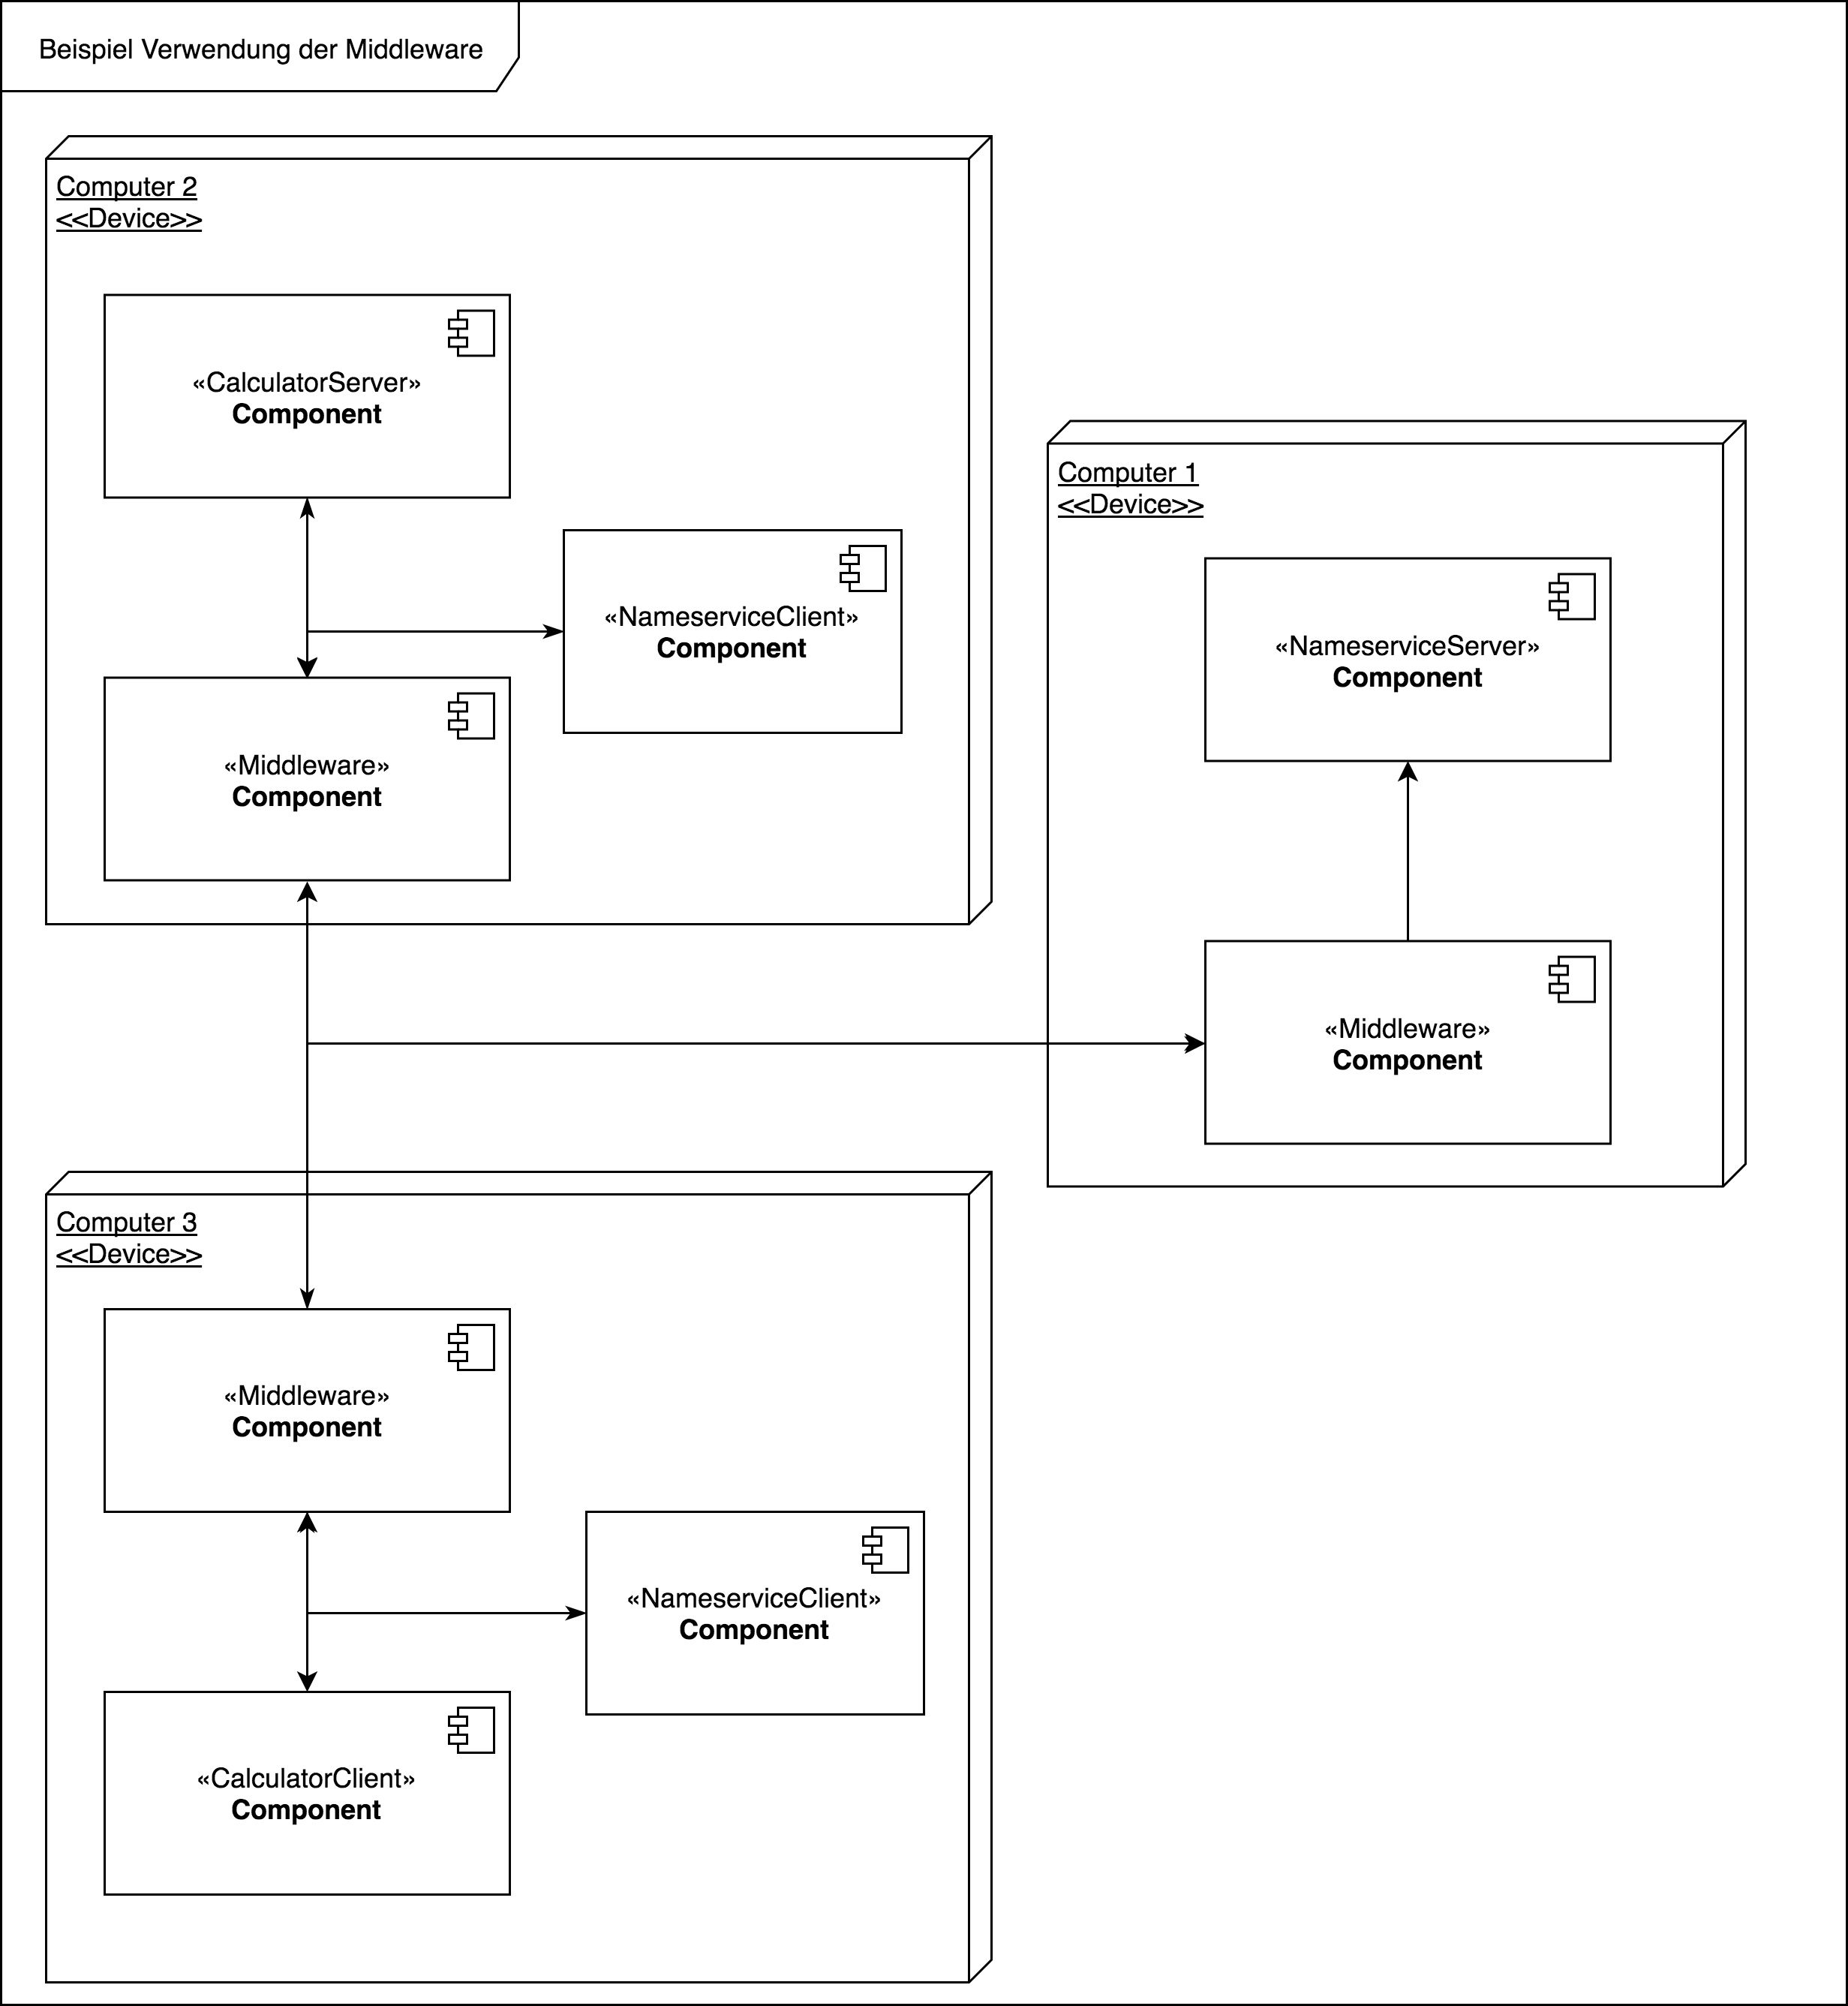 Beispiel Verwendung der Middleware
Computer 2
<<Device>>
«CalculatorServer»
Component
«NameserviceClient»
Component
«Middleware»
Component
Computer 1
<<Device>>
«NameserviceServer»
Component
«Middleware»
Component
Computer 3
<<Device>>
«Middleware»
Component
«NameserviceClient»
Component
«CalculatorClient»
Component